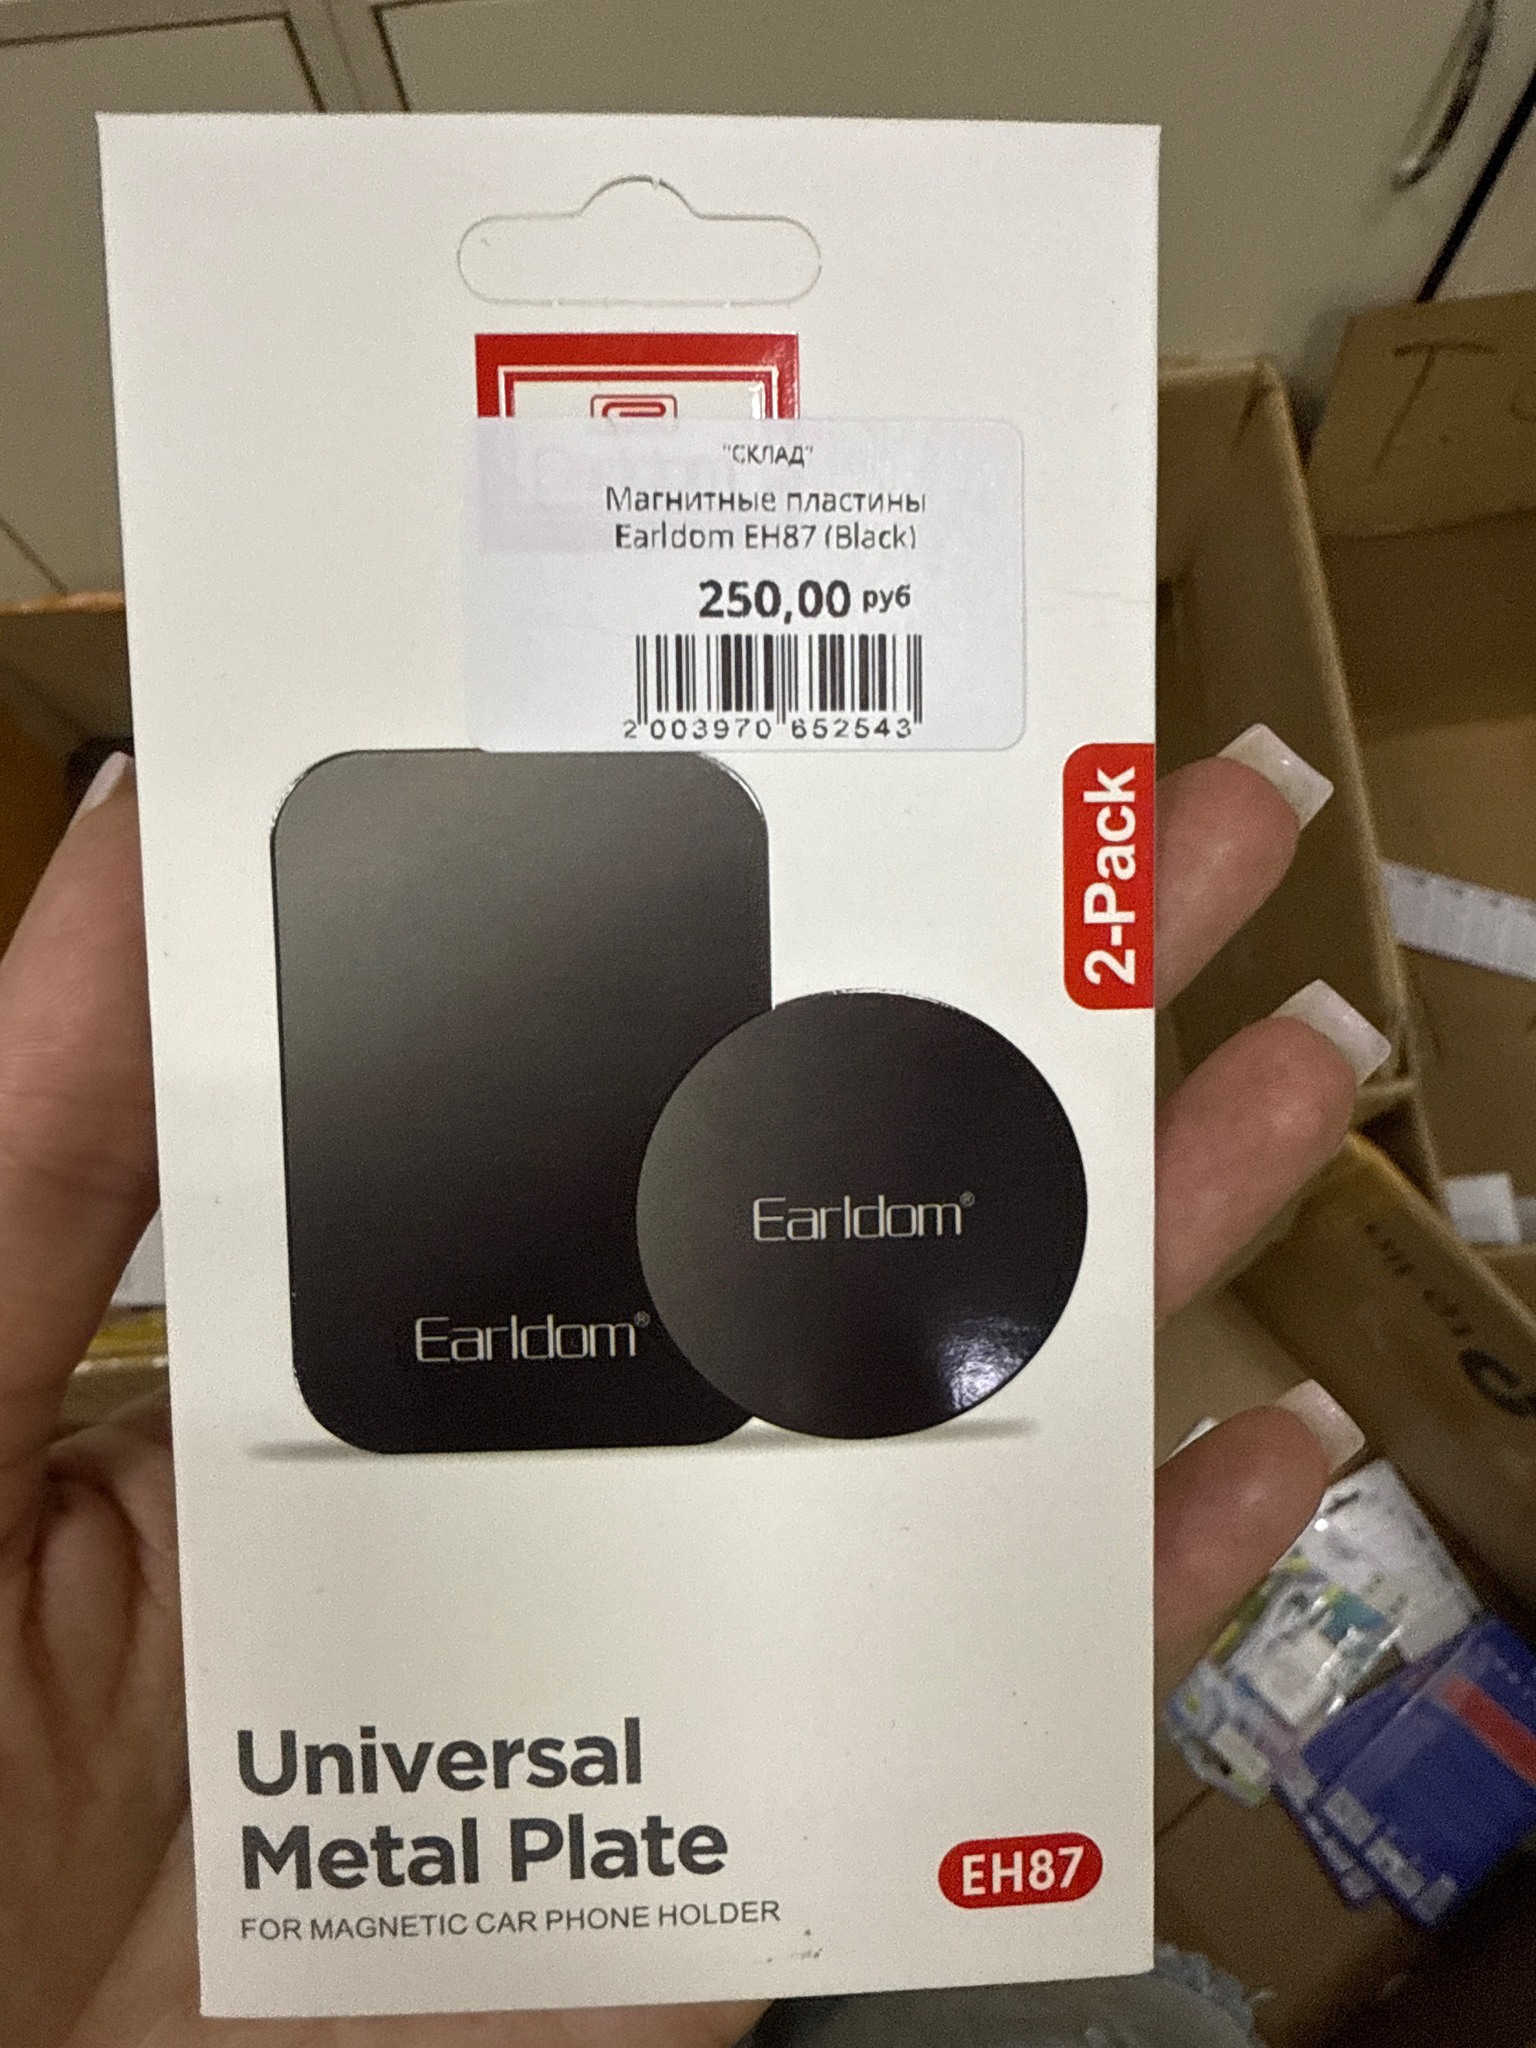 "СКЛАД"
Магнитные пластины
Earldom EH87 (Black)
250,00 руб
2 003970 652543
2-Pack
Earldom®
Earldom®
Universal
Metal Plate
FOR MAGNETIC CAR PHONE HOLDER
EH87